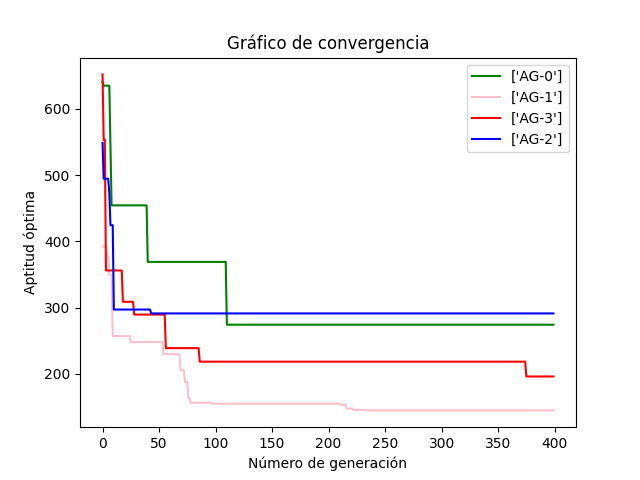 Gráfico de convergencia
['AG-0']
['AG-1']
['AG-3']
['AG-2']
Aptitud óptima
600
500
400
300
200
0 50 100 150 200 250 300 350 400
Número de generación